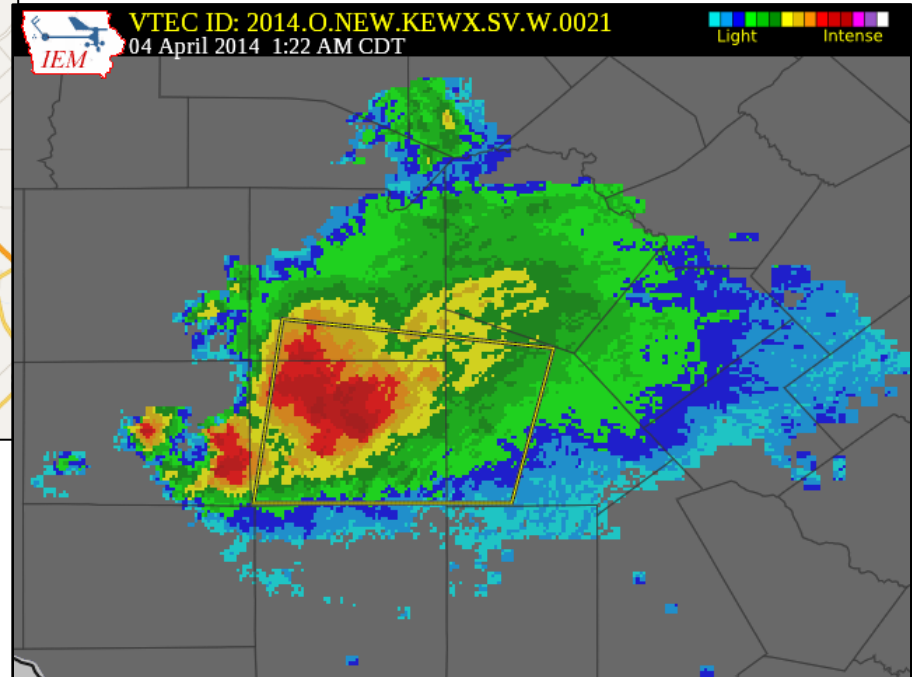 IEM
VTEC ID: 2014.O.NEW.KEWX.SV.W.0021
04 April 2014 1:22 AM CDT
Light
Intense